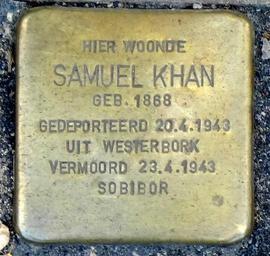 HIER WOONDE
SAMUEL KHAN
GEB. 1868
GEDEPORTEERD 20.4.1943
UIT WESTERBORK
VERMOORD 23.4.1943
SOBIBOR